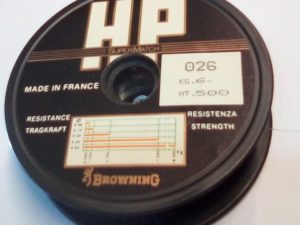 HP
SUPERMATCH
026
KG. 6-
MT. 500
MADE IN FRANCE
RESISTANCE
RESISTENZA
TRAGKRAFT
STRENGTH
BROWNING